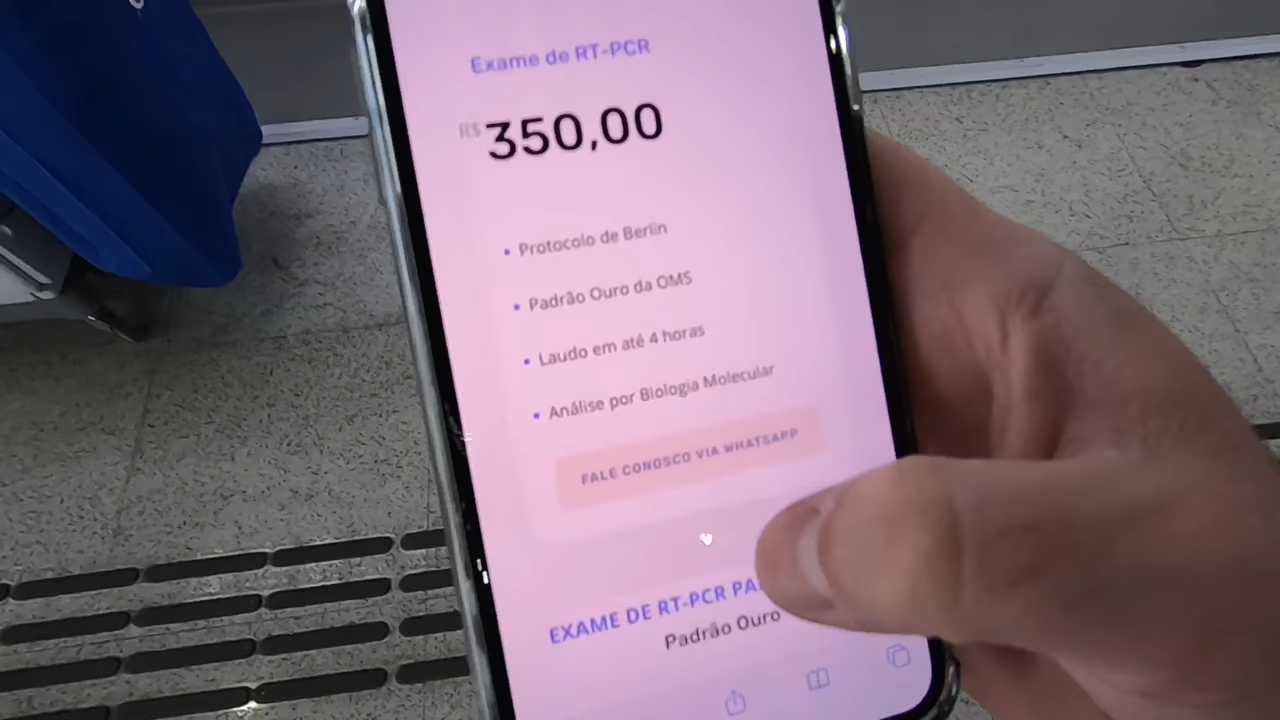 Exame de RT-PCR
R$ 350,00
• Protocolo de Berlin
• Padrão Ouro da OMS
• Laudo em até 4 horas
• Análise por Biologia Molecular
FALE CONOSCO VIA WHATSAPP
EXAME DE RT-PCR
Padrão Ouro